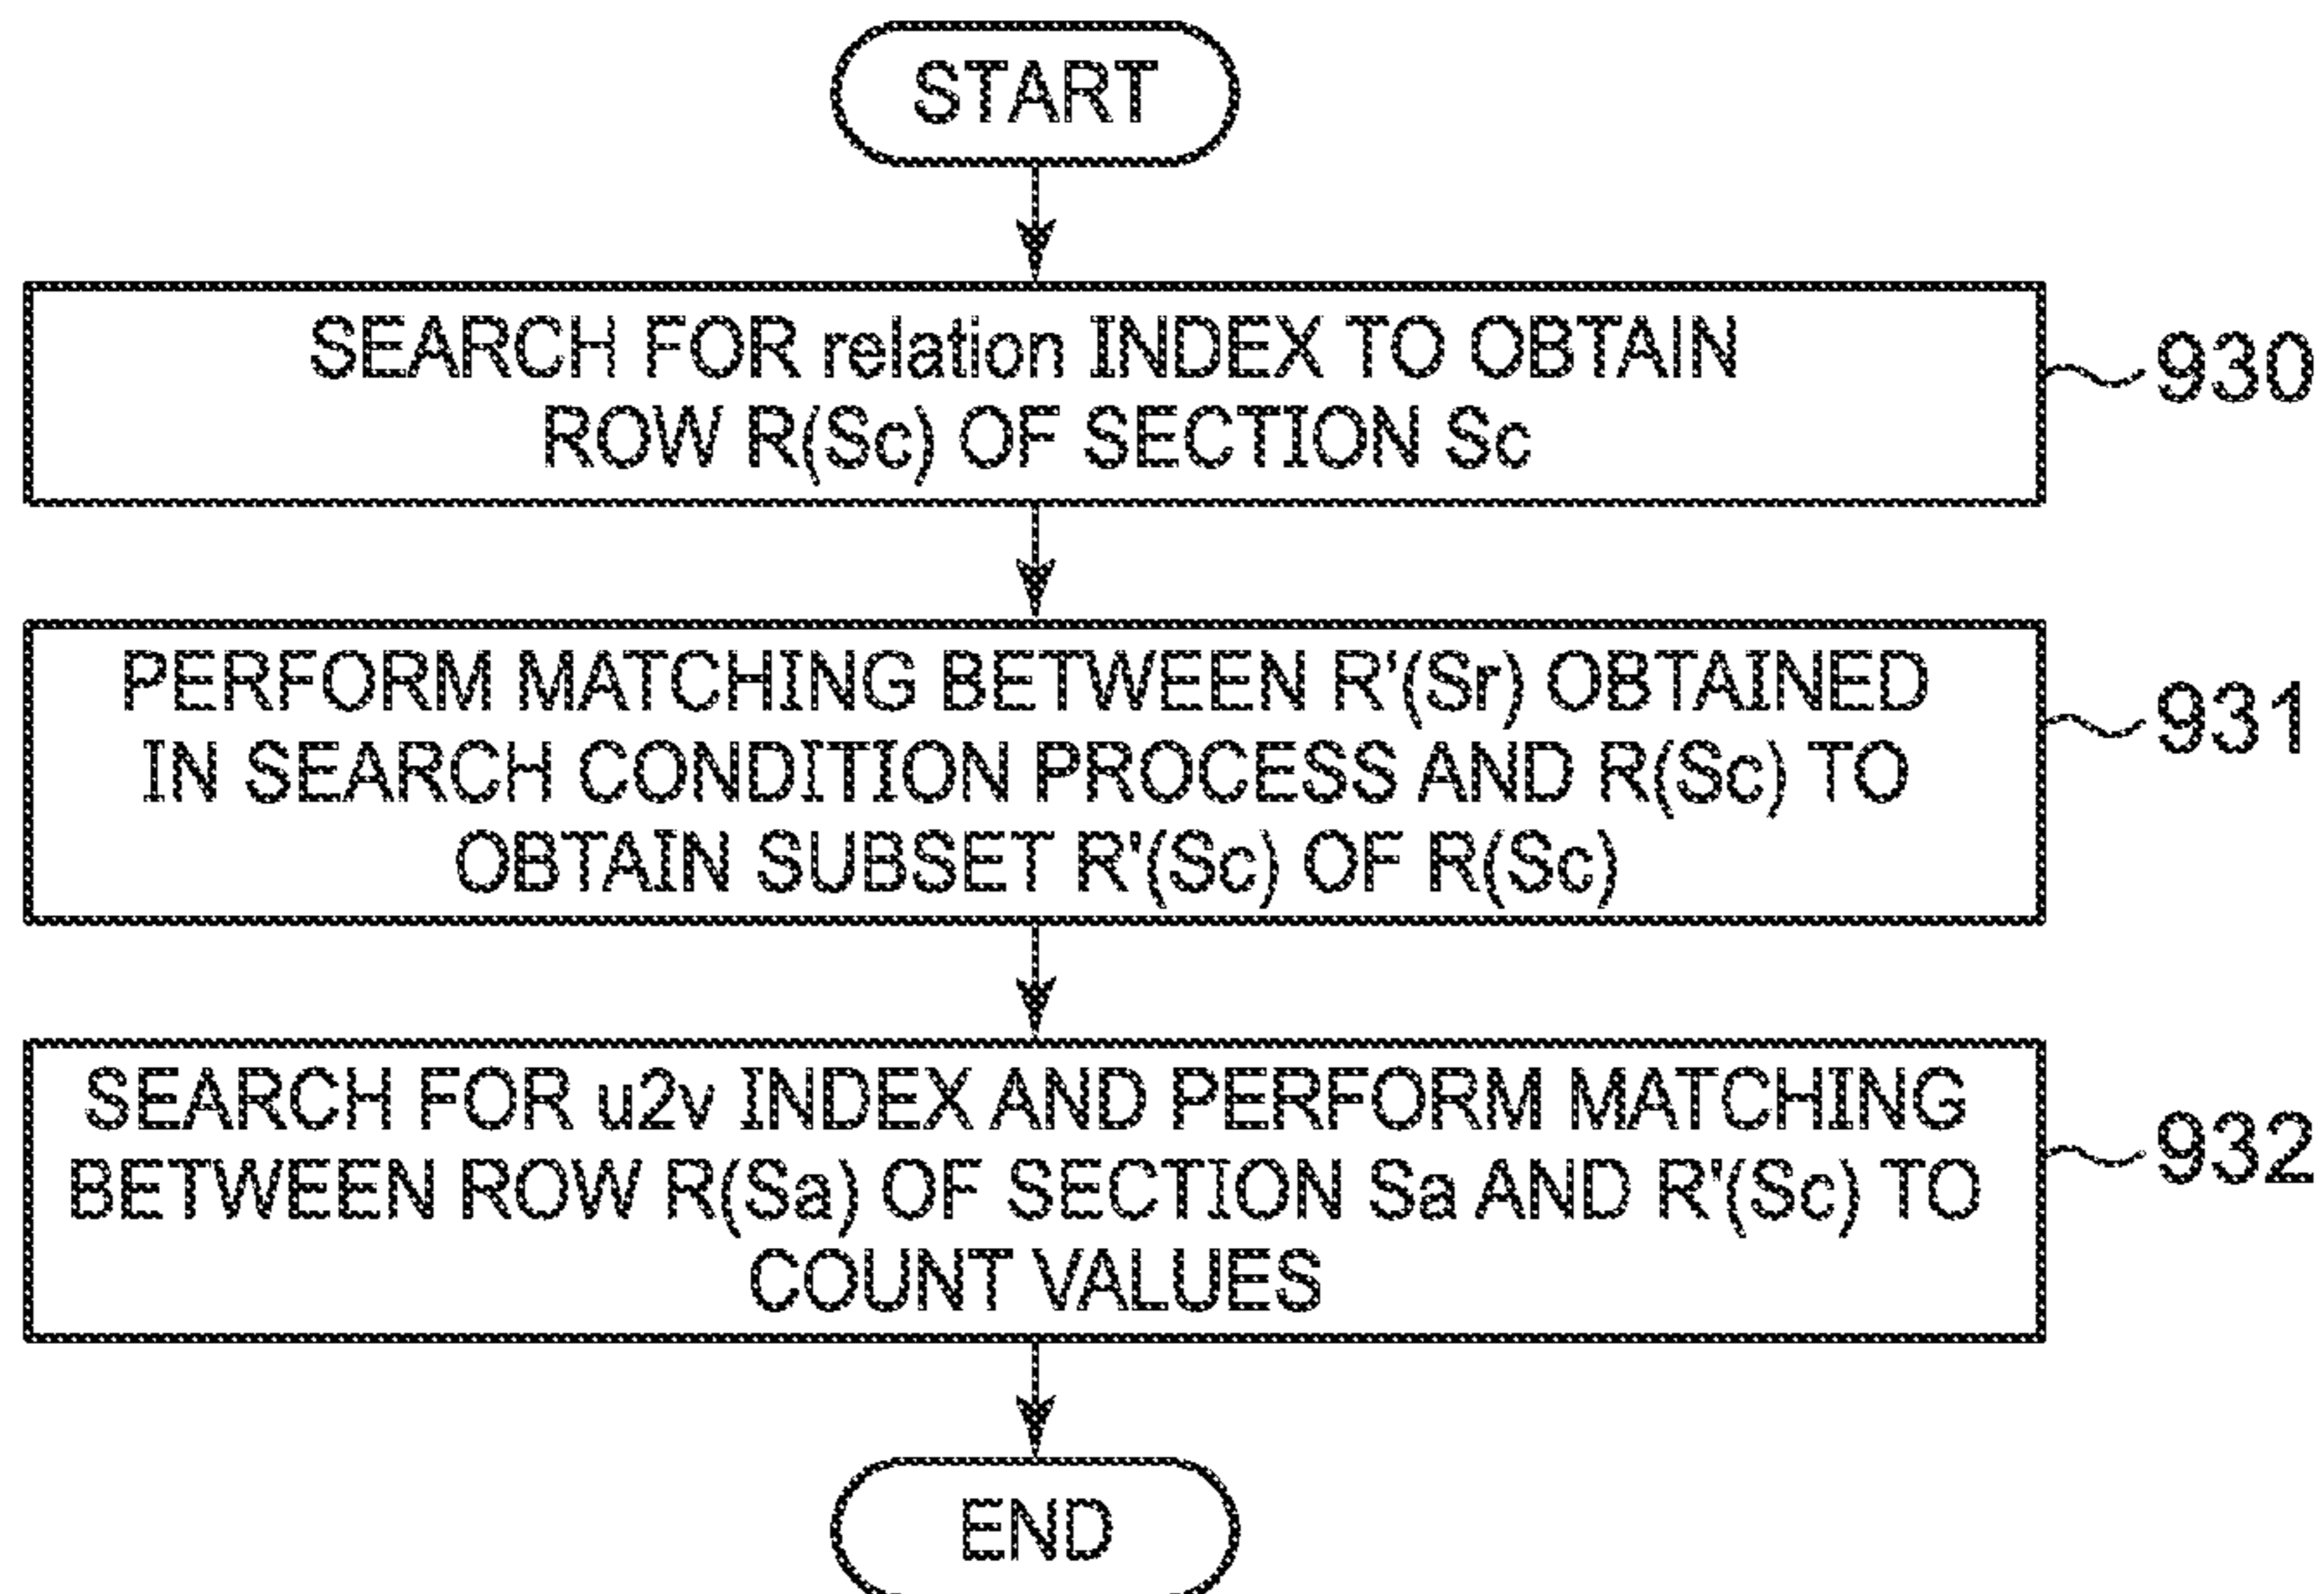 START
SEARCH FOR relation INDEX TO OBTAIN
ROW R(Sc) OF SECTION Sc
930
PERFORM MATCHING BETWEEN R'(Sr) OBTAINED
IN SEARCH CONDITION PROCESS AND R(Sc) TO
OBTAIN SUBSET R'(Sc) OF R(Sc)
931
SEARCH FOR u2v INDEX AND PERFORM MATCHING
BETWEEN ROW R(Sa) OF SECTION Sa AND R'(Sc) TO
COUNT VALUES
932
END